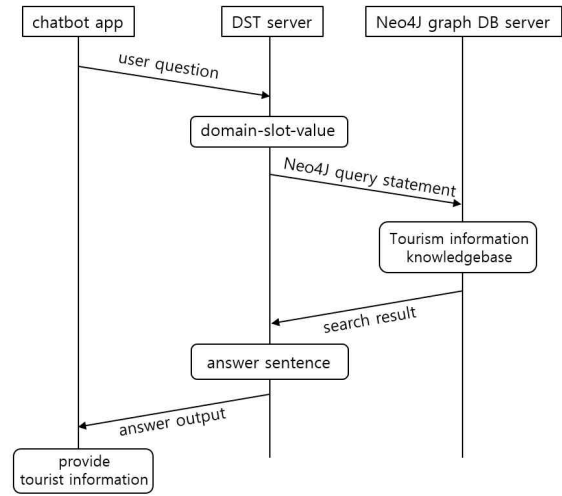 chatbot app
DST server
Neo4J graph DB server
user question
domain-slot-value
Neo4J query statement
Tourism information
knowledgebase
search result
answer sentence
answer output
provide
tourist information